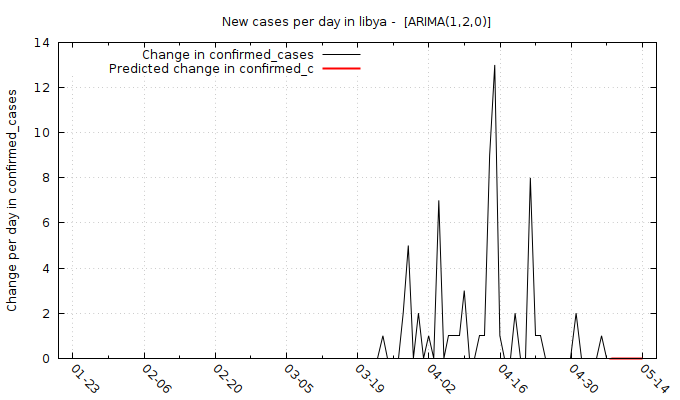 New cases per day in libya -  [ARIMA(1,2,0)]
Change in confirmed_cases
Predicted change in confirmed_c
Change per day in confirmed_cases
14
12
10
8
6
4
2
0
01-23 02-06 02-20 03-05 03-19 04-02 04-16 04-30 05-14